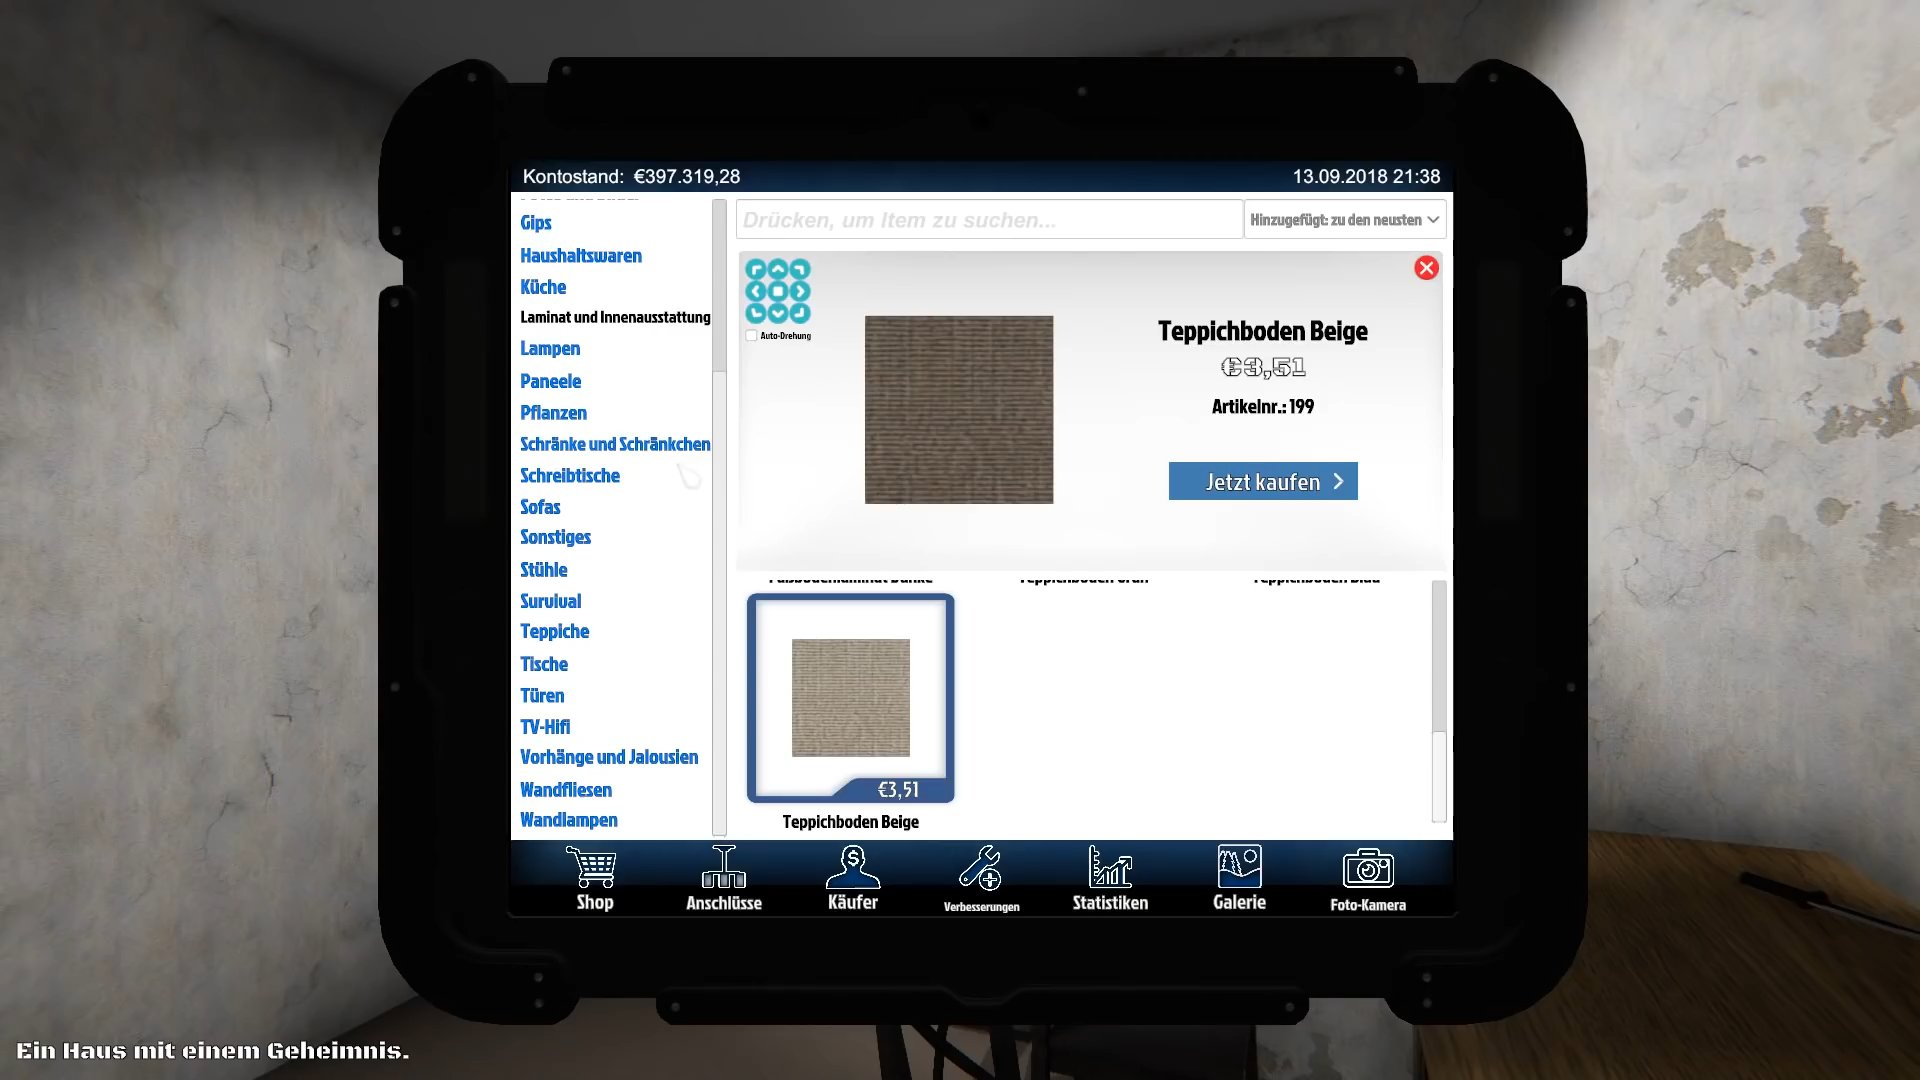 Kontostand: €397.319,28
13.09.2018 21:38
Gips
Haushaltswaren
Küche
Laminat und Innenausstattung
Lampen
Paneele
Pflanzen
Schränke und Schränkchen
Schreibtische
Sofas
Sonstiges
Stühle
Survival
Teppiche
Tische
Türen
TV-Hifi
Vorhänge und Jalousien
Wandfliesen
Wandlampen
Drücken, um Item zu suchen...
Hinzugefügt: zu den neusten
Auto-Drehung
Teppichboden Beige
€3,51
Artikelnr.: 199
Jetzt kaufen
€3,51
Teppichboden Beige
Shop
Anschlüsse
Käufer
Verbesserungen
Statistiken
Galerie
Foto-Kamera
Ein Haus mit einem Geheimnis.